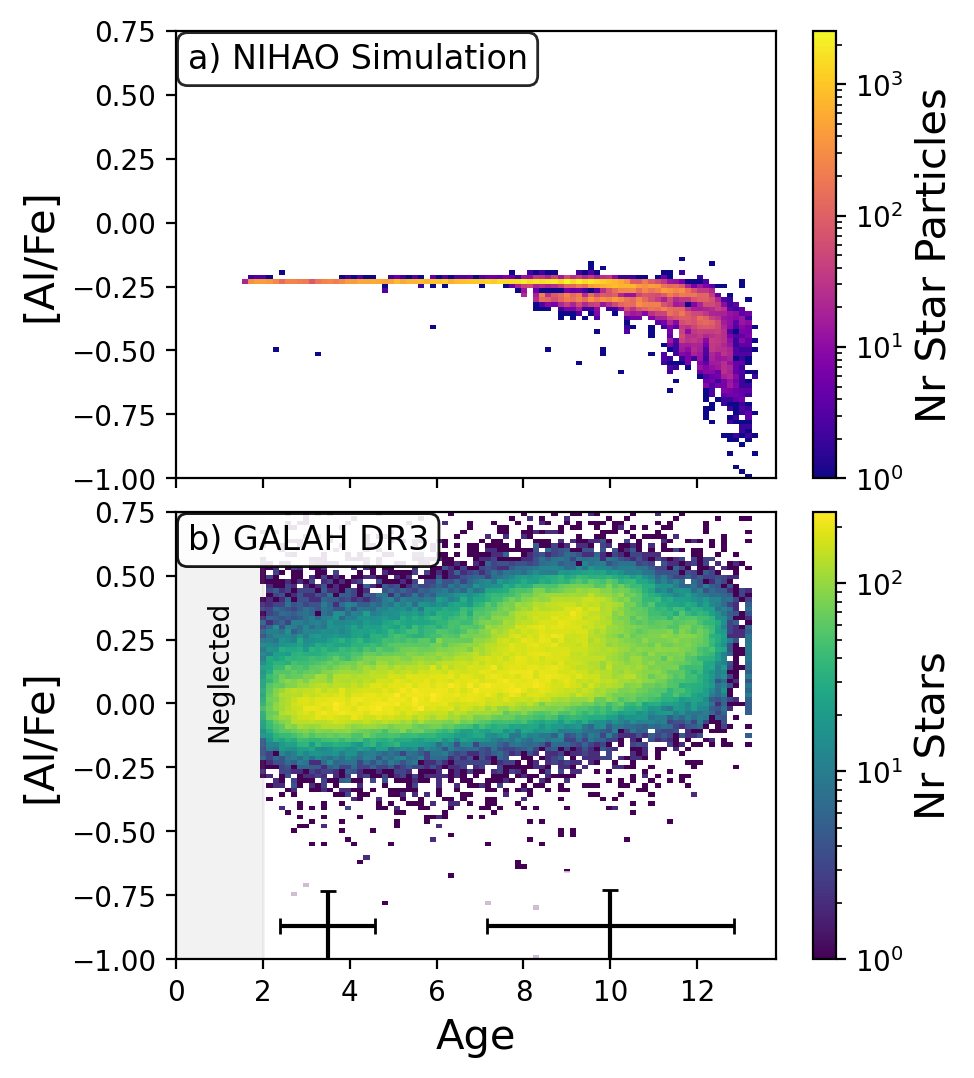 a) NIHAO Simulation
0.75
0.50
0.25
0.00
−0.25
−0.50
−0.75
−1.00
[Al/Fe]
10³
10²
10¹
10⁰
Nr Star Particles
b) GALAH DR3
0.75
0.50
0.25
0.00
−0.25
−0.50
−0.75
−1.00
[Al/Fe]
Neglected
10²
10¹
10⁰
Nr Stars
0 2 4 6 8 10 12
Age